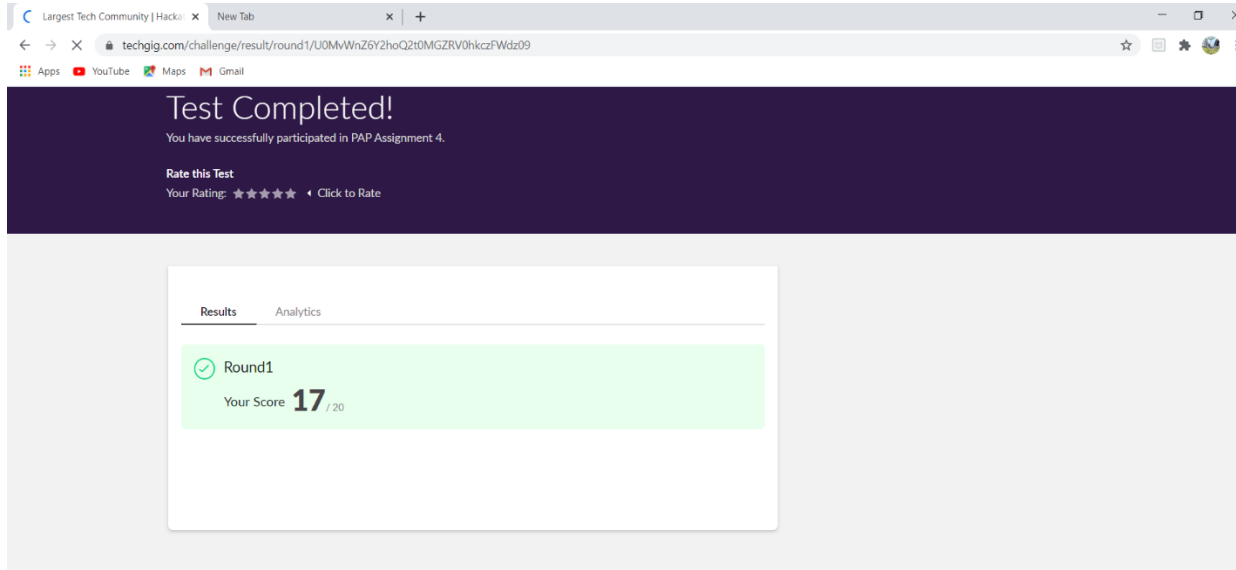 Largest Tech Community | Hacka
New Tab
techgig.com/challenge/result/round1/U0MvWnZ6Y2hoQ2t0MGZRV0hkczFWdz09
Apps YouTube Maps Gmail
Test Completed!
You have successfully participated in PAP Assignment 4.
Rate this Test
Your Rating: Click to Rate
Results Analytics
Round1
Your Score 17 / 20